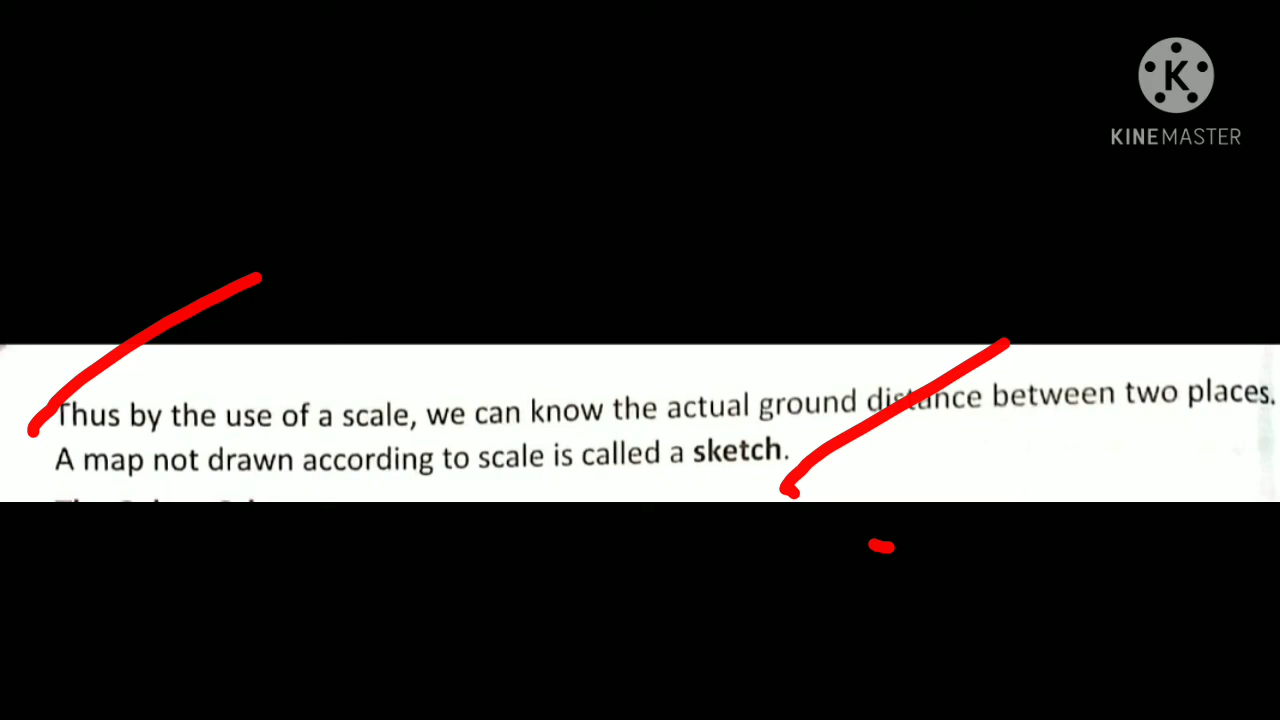 KINEMASTER
Thus by the use of a scale, we can know the actual ground distance between two places.
A map not drawn according to scale is called a sketch.